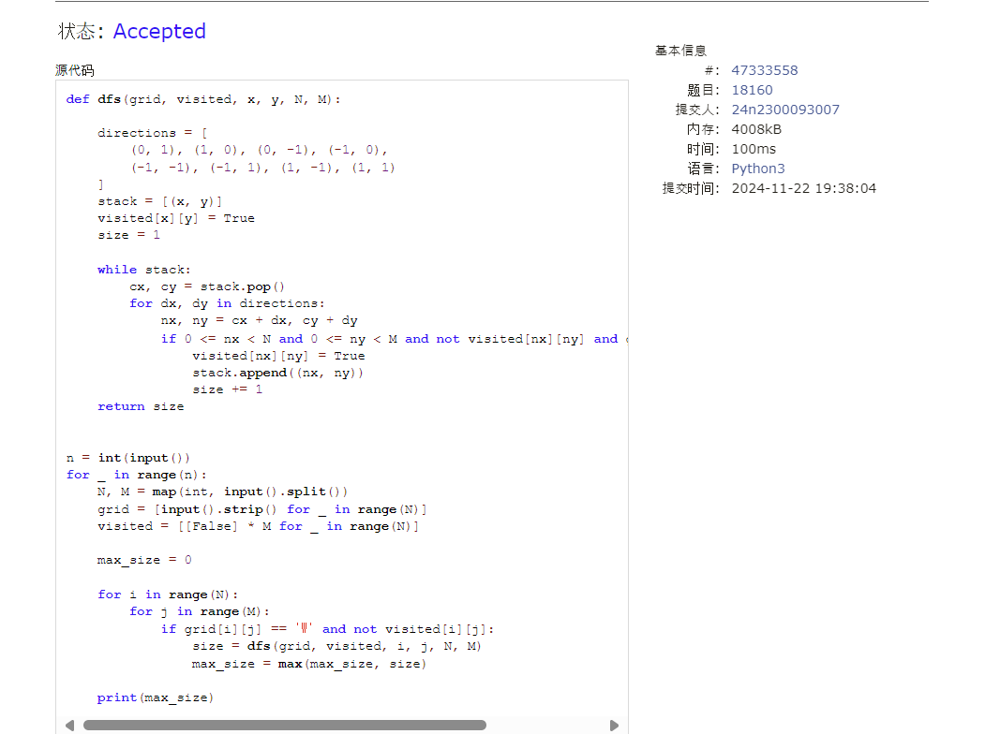 状态: Accepted
源代码
def dfs(grid, visited, x, y, N, M):
    directions = [
        (0, 1), (1, 0), (0, -1), (-1, 0),
        (-1, -1), (-1, 1), (1, -1), (1, 1)
    ]
    stack = [(x, y)]
    visited[x][y] = True
    size = 1
    while stack:
        cx, cy = stack.pop()
        for dx, dy in directions:
            nx, ny = cx + dx, cy + dy
            if 0 <= nx < N and 0 <= ny < M and not visited[nx][ny] and
                visited[nx][ny] = True
                stack.append((nx, ny))
                size += 1
    return size
n = int(input())
for _ in range(n):
    N, M = map(int, input().split())
    grid = [input().strip() for _ in range(N)]
    visited = [[False] * M for _ in range(N)]
    max_size = 0
    for i in range(N):
        for j in range(M):
            if grid[i][j] == 'W' and not visited[i][j]:
                size = dfs(grid, visited, i, j, N, M)
                max_size = max(max_size, size)
    print(max_size)
基本信息
#: 47333558
题目: 18160
提交人: 24n2300093007
内存: 4008kB
时间: 100ms
语言: Python3
提交时间: 2024-11-22 19:38:04